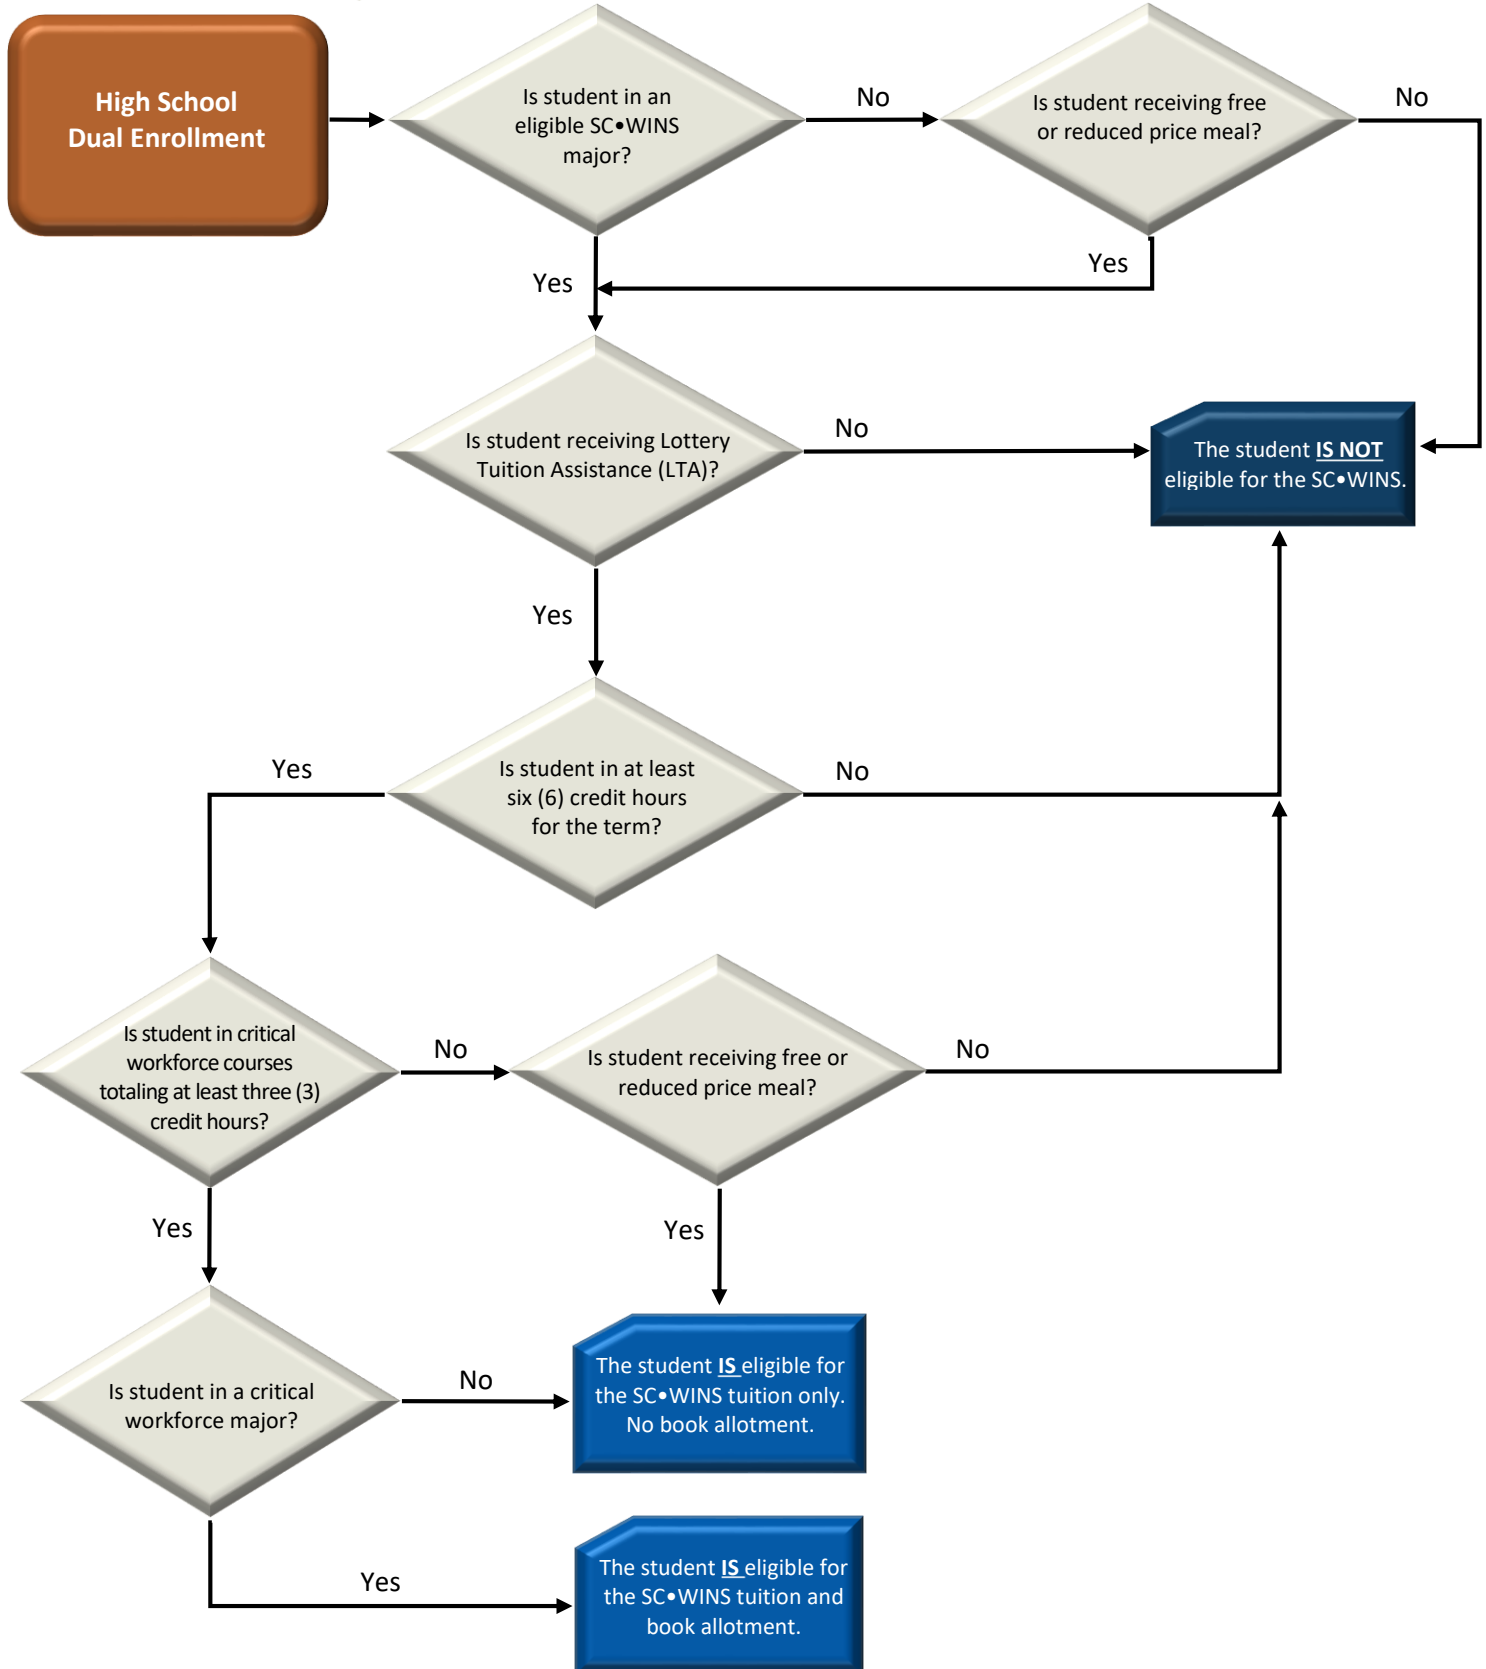 High School
Dual Enrollment
Is student in an
eligible SC•WINS
major?
No
Is student receiving free
or reduced price meal?
No
Yes
Yes
Is student receiving Lottery
Tuition Assistance (LTA)?
No
The student IS NOT
eligible for the SC•WINS.
Yes
Yes
Is student in at least
six (6) credit hours
for the term?
No
Is student in critical
workforce courses
totaling at least three (3)
credit hours?
No
Is student receiving free or
reduced price meal?
No
Yes
Yes
Is student in a critical
workforce major?
No
The student IS eligible for
the SC•WINS tuition only.
No book allotment.
Yes
The student IS eligible for
the SC•WINS tuition and
book allotment.